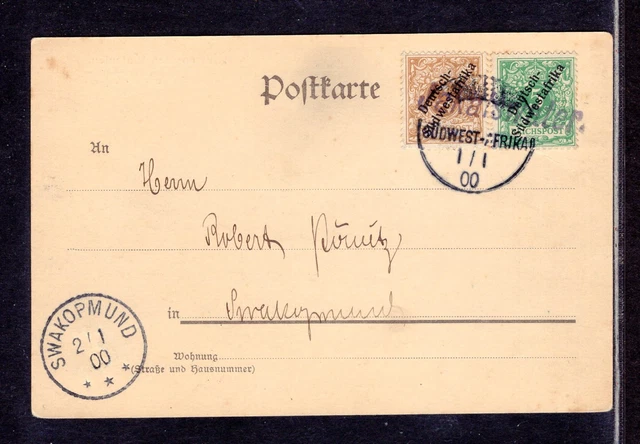 Postkarte
Deutsch-
Südwestafrika
Deutsch-
Südwestafrika
REICHSPOST
SÜDWEST-AFRIKA
1/1
00
An
Herrn
Robert
in Swakopmund
SWAKOPMUND
2/1
00
* * *
Wohnung
(Straße und Hausnummer)